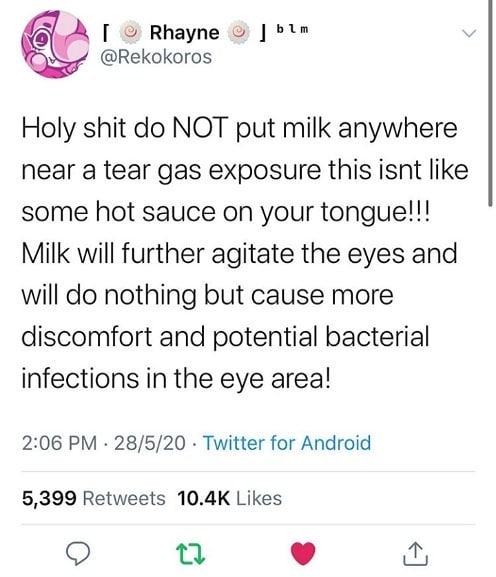 [ 🍥 Rhayne 🍥 ] ᵇˡᵐ
@Rekokoros
Holy shit do NOT put milk anywhere
near a tear gas exposure this isnt like
some hot sauce on your tongue!!!
Milk will further agitate the eyes and
will do nothing but cause more
discomfort and potential bacterial
infections in the eye area!
2:06 PM · 28/5/20 · Twitter for Android
5,399 Retweets 10.4K Likes